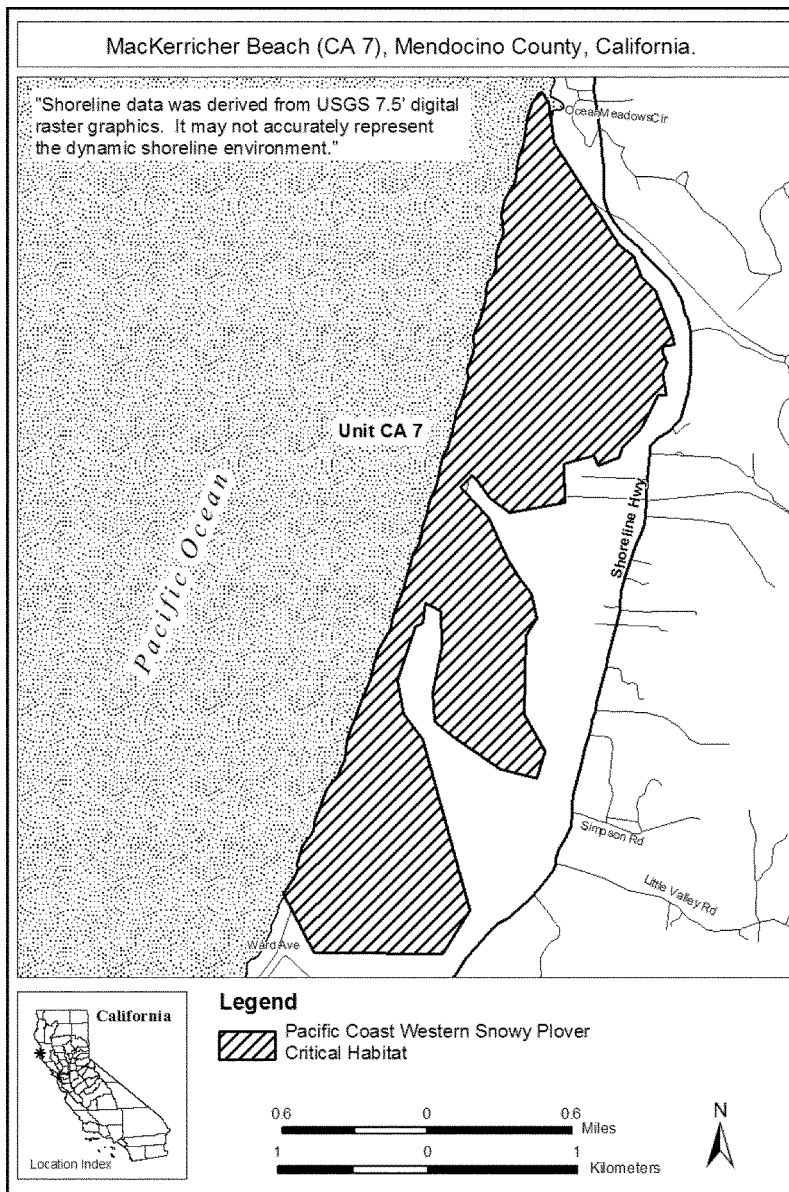 MacKerricher Beach (CA 7), Mendocino County, California.
"Shoreline data was derived from USGS 7.5' digital
raster graphics. It may not accurately represent
the dynamic shoreline environment."
OceanMeadowsCir
Unit CA 7
Pacific Ocean
Shoreline Hwy
Simpson Rd
Little Valley Rd
Ward Ave
California
Location Index
Legend
Pacific Coast Western Snowy Plover
Critical Habitat
0.6 0 0.6
Miles
1 0 1
Kilometers
N